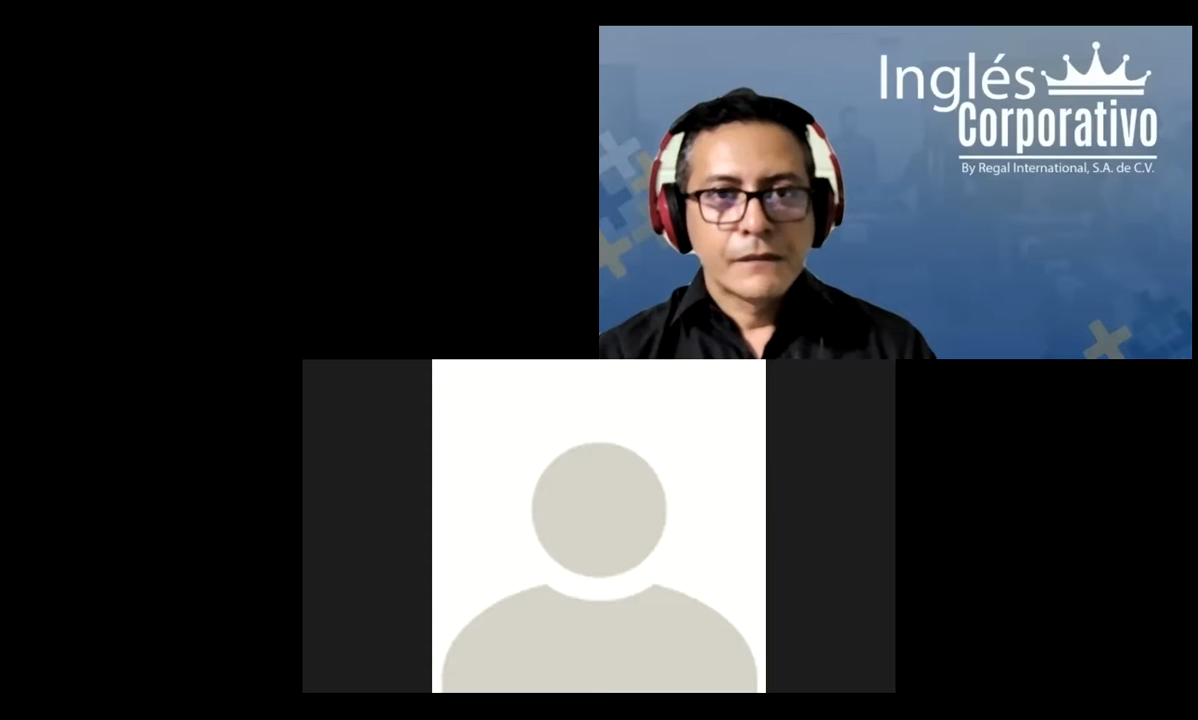 Inglés
Corporativo
By Regal International, S.A. de C.V.